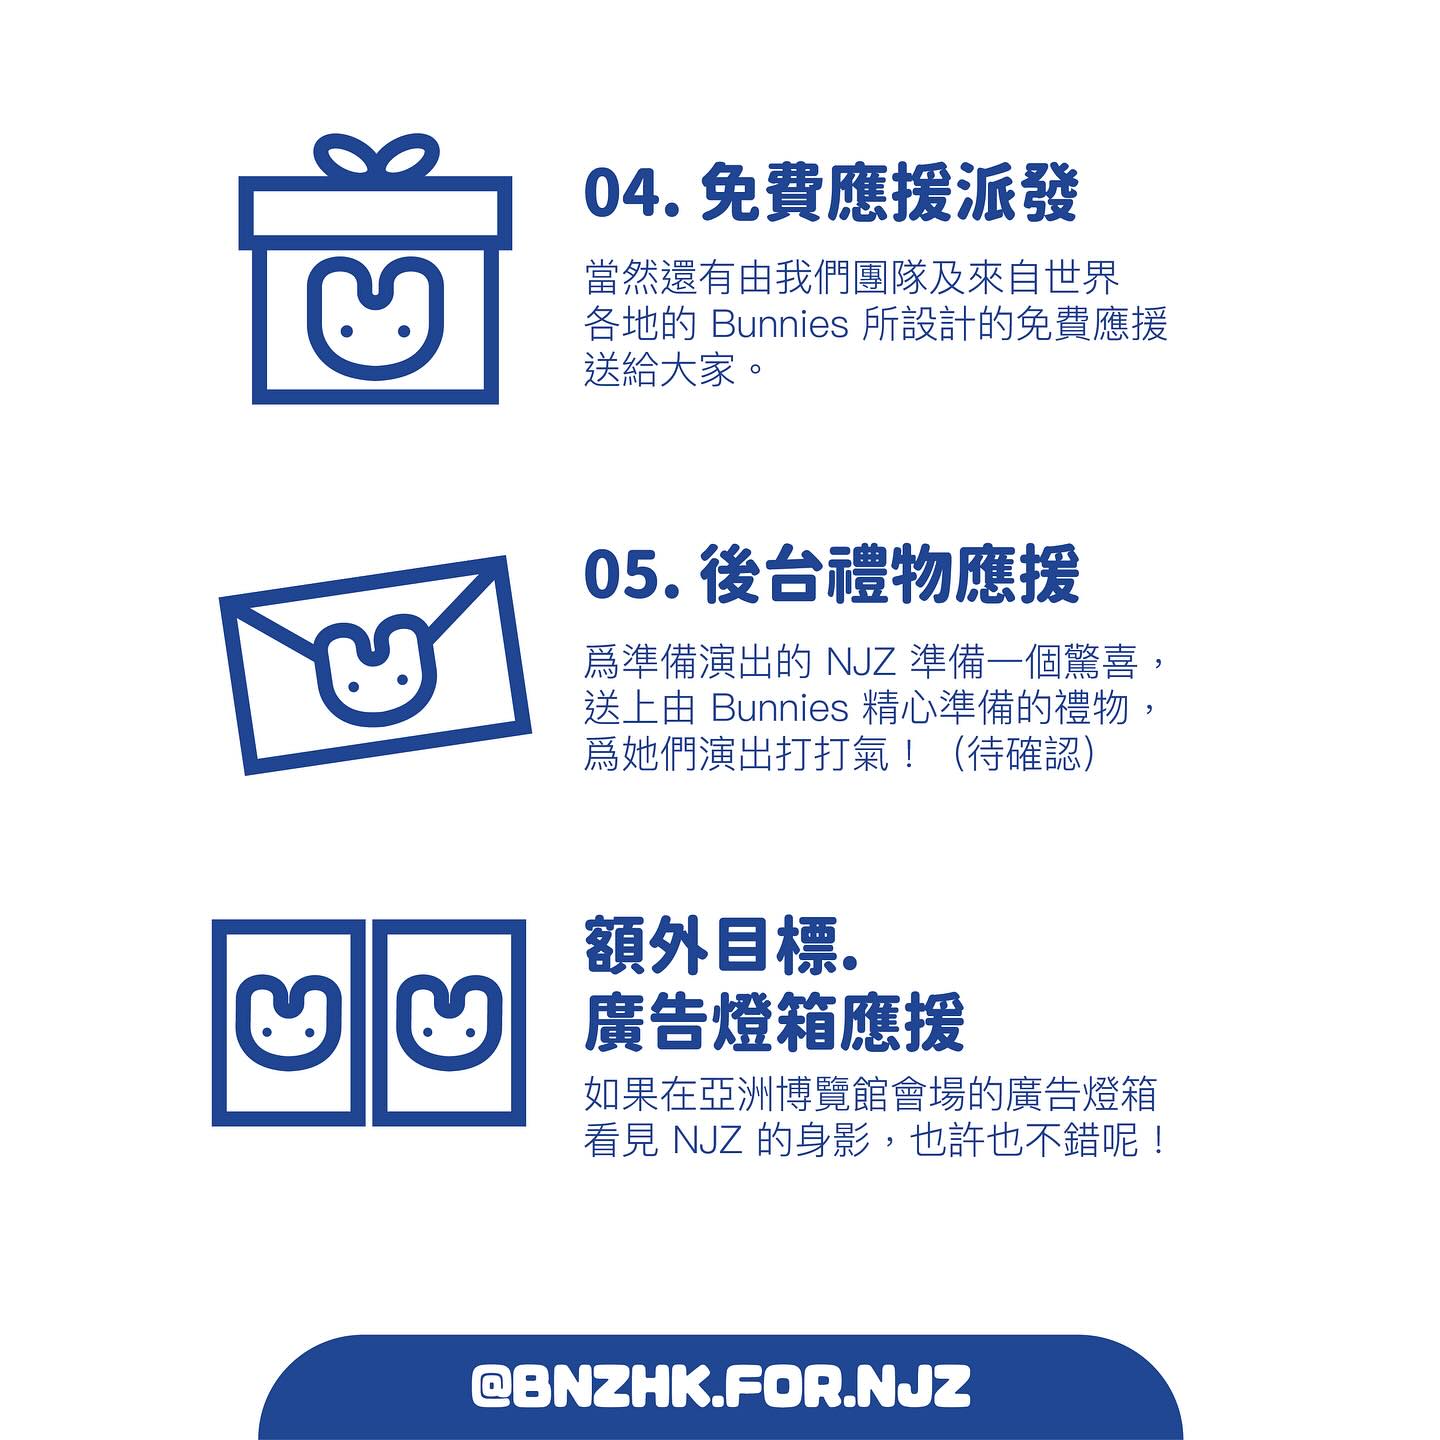 04. 免費應援派發
當然還有由我們團隊及來自世界
各地的 Bunnies 所設計的免費應援
送給大家。
05. 後台禮物應援
爲準備演出的 NJZ 準備一個驚喜，
送上由 Bunnies 精心準備的禮物，
爲她們演出打打氣！（待確認）
額外目標.
廣告燈箱應援
如果在亞洲博覽館會場的廣告燈箱
看見 NJZ 的身影，也許也不錯呢！
@BNZHK.FOR.NJZ